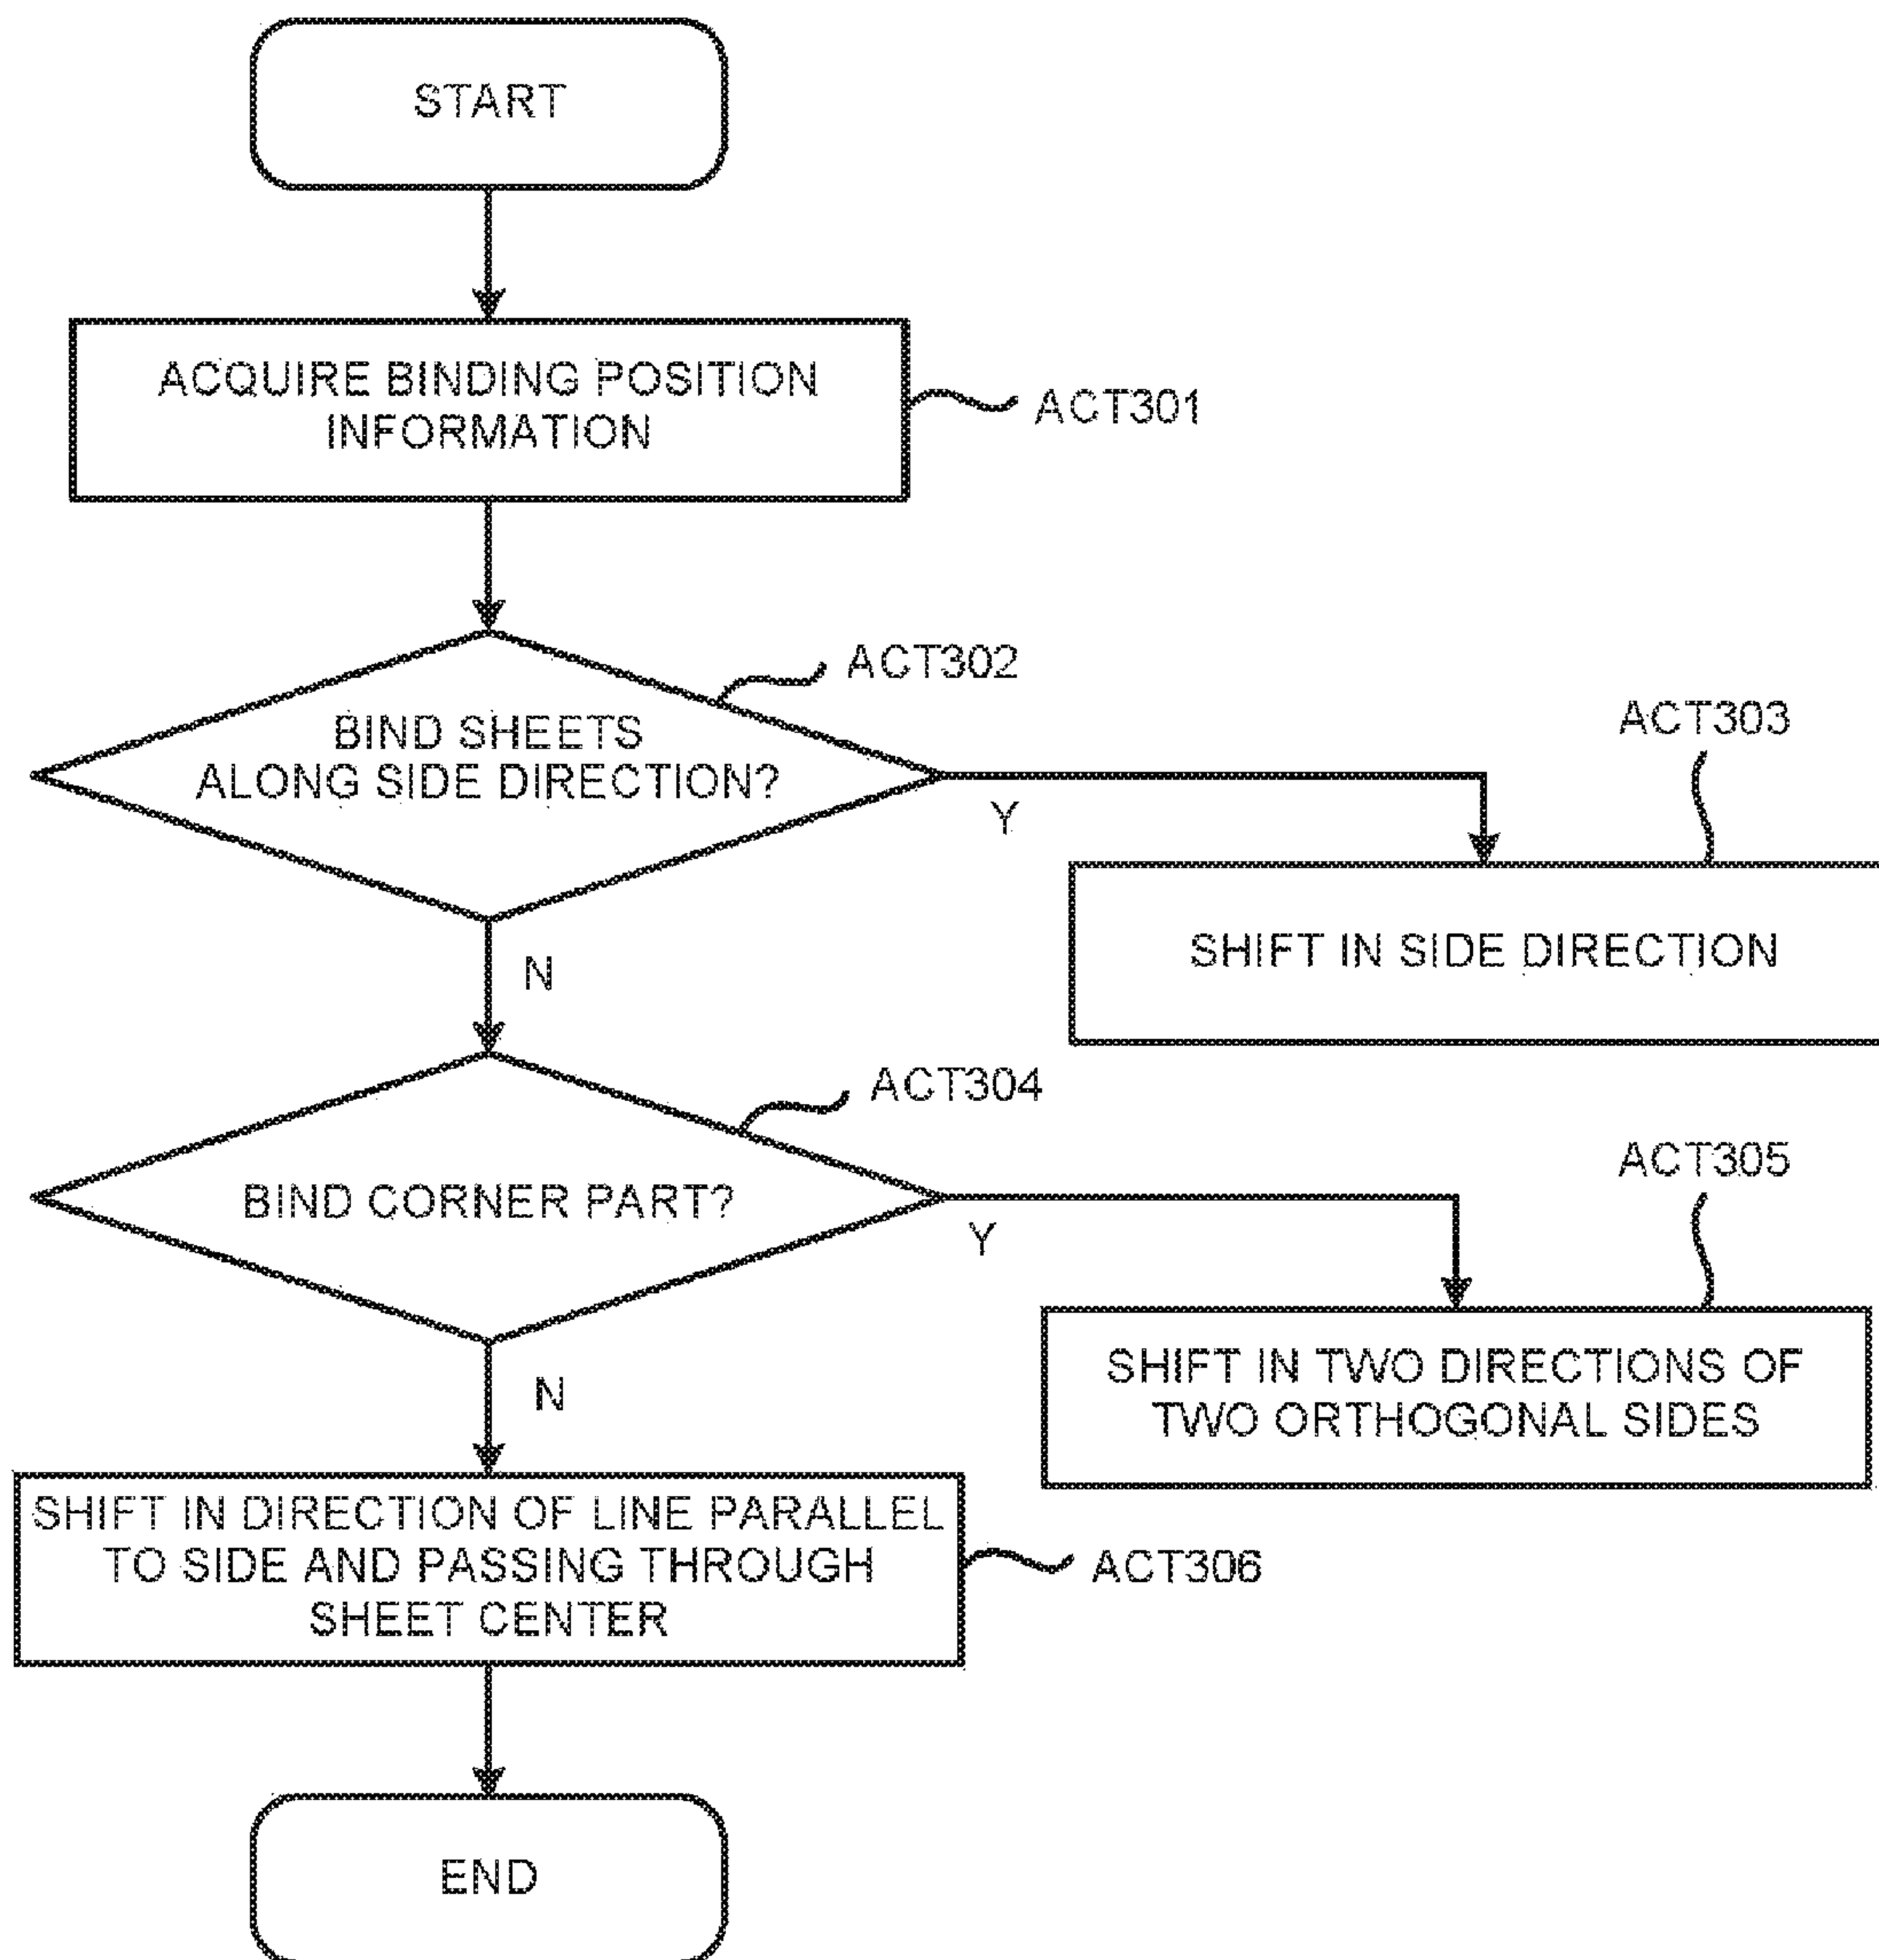 START
ACQUIRE BINDING POSITION
INFORMATION
ACT301
ACT302
BIND SHEETS
ALONG SIDE DIRECTION?
Y
ACT303
SHIFT IN SIDE DIRECTION
N
ACT304
BIND CORNER PART?
Y
ACT305
SHIFT IN TWO DIRECTIONS OF
TWO ORTHOGONAL SIDES
N
SHIFT IN DIRECTION OF LINE PARALLEL
TO SIDE AND PASSING THROUGH
SHEET CENTER
ACT306
END